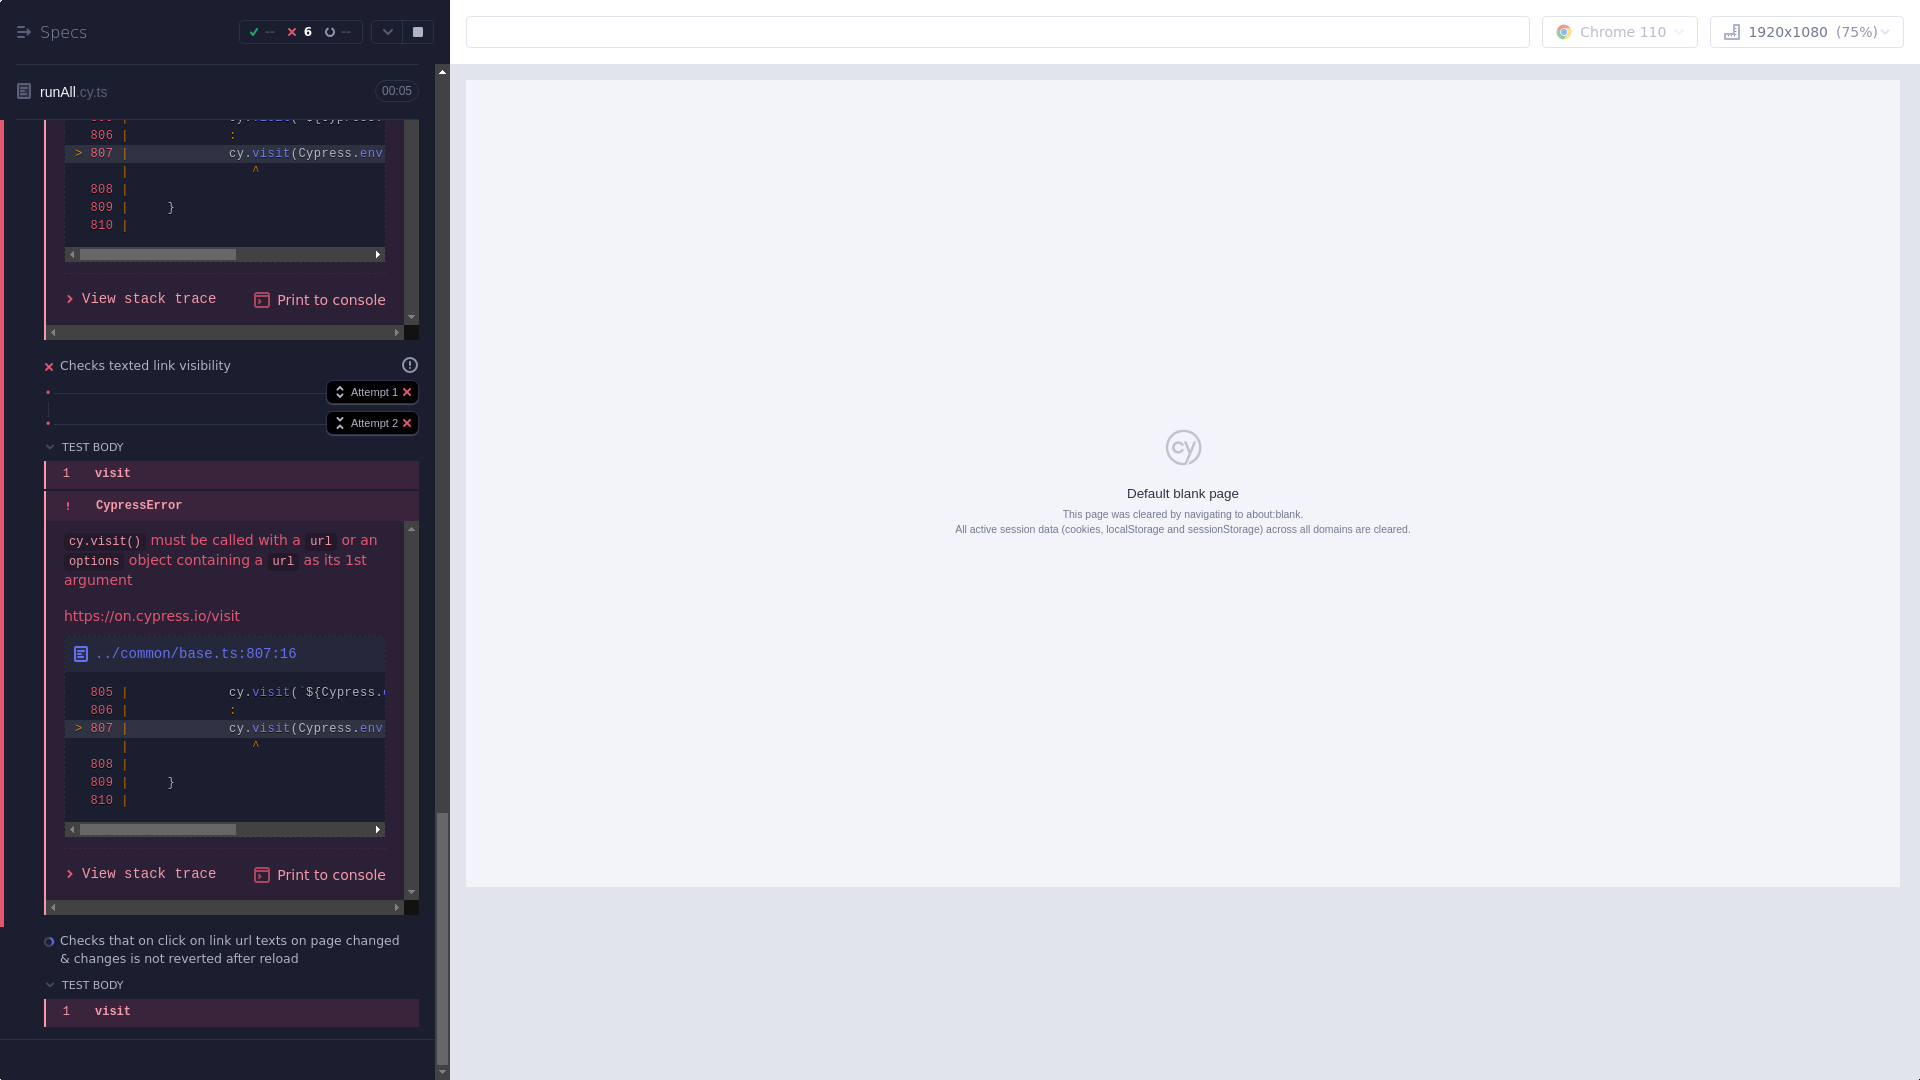 Specs
--
6
--
runAll.cy.ts
00:05
806 |             :
> 807 |             cy.visit(Cypress.env
|                ^
808 |
809 |     }
810 |
View stack trace
Print to console
Checks texted link visibility
Attempt 1
Attempt 2
TEST BODY
1 visit
! CypressError
cy.visit() must be called with a url or an
options object containing a url as its 1st
argument
https://on.cypress.io/visit
../common/base.ts:807:16
805 |             cy.visit(`${Cypress.
806 |             :
> 807 |             cy.visit(Cypress.env
|                ^
808 |
809 |     }
810 |
View stack trace
Print to console
Checks that on click on link url texts on page changed
& changes is not reverted after reload
TEST BODY
1 visit
Chrome 110
1920x1080 (75%)
cy
Default blank page
This page was cleared by navigating to about:blank.
All active session data (cookies, localStorage and sessionStorage) across all domains are cleared.